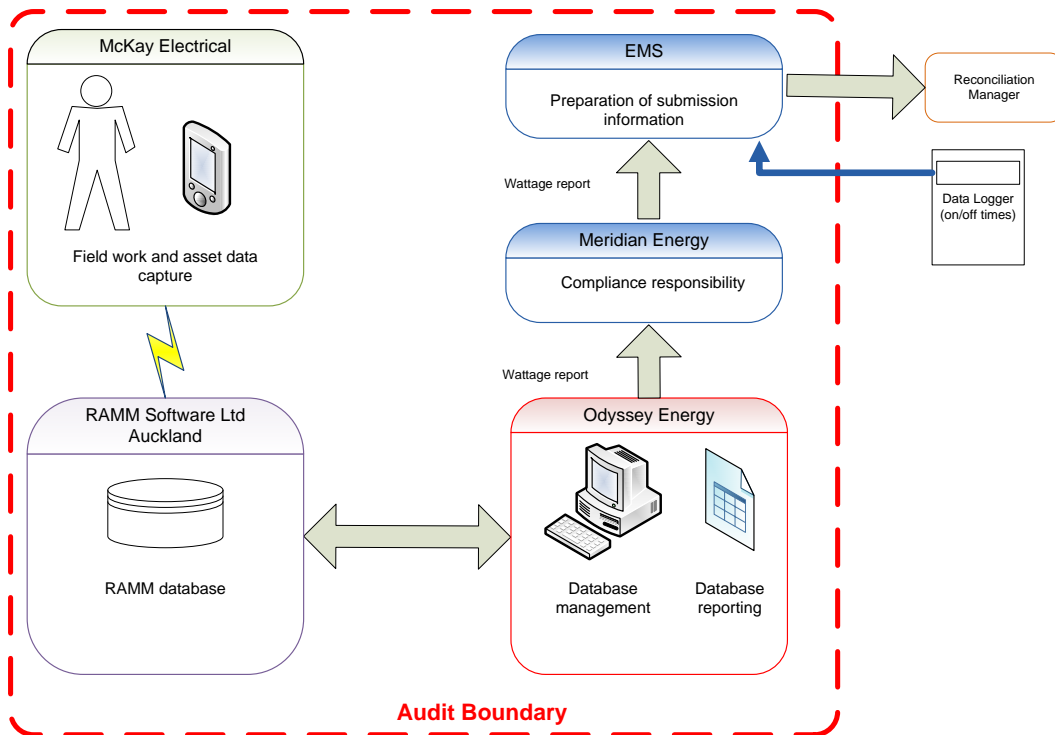 McKay Electrical
Field work and asset data
capture
EMS
Preparation of submission
information
Reconciliation
Manager
Data Logger
(on/off times)
Wattage report
Meridian Energy
Compliance responsibility
Wattage report
RAMM Software Ltd
Auckland
RAMM database
Odyssey Energy
Database
management
Database
reporting
Audit Boundary